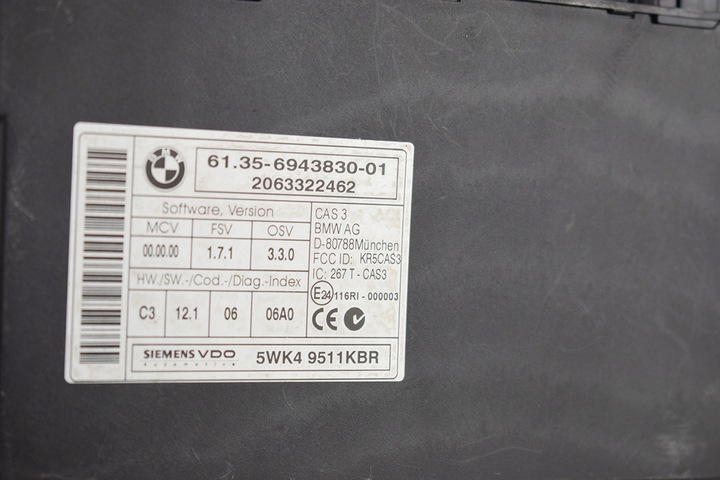 BMW
61.35-6943830-01
2063322462
Software, Version
MCV FSV OSV
00.00.00 1.7.1 3.3.0
HW./SW.-/Cod.-/Diag.-Index
C3 12.1 06 06A0
CAS 3
BMW AG
D-80788München
FCC ID: KR5CAS3
IC: 267 T - CAS3
E24 116RI - 000003
CE
SIEMENS VDO
Automotive
5WK4 9511KBR